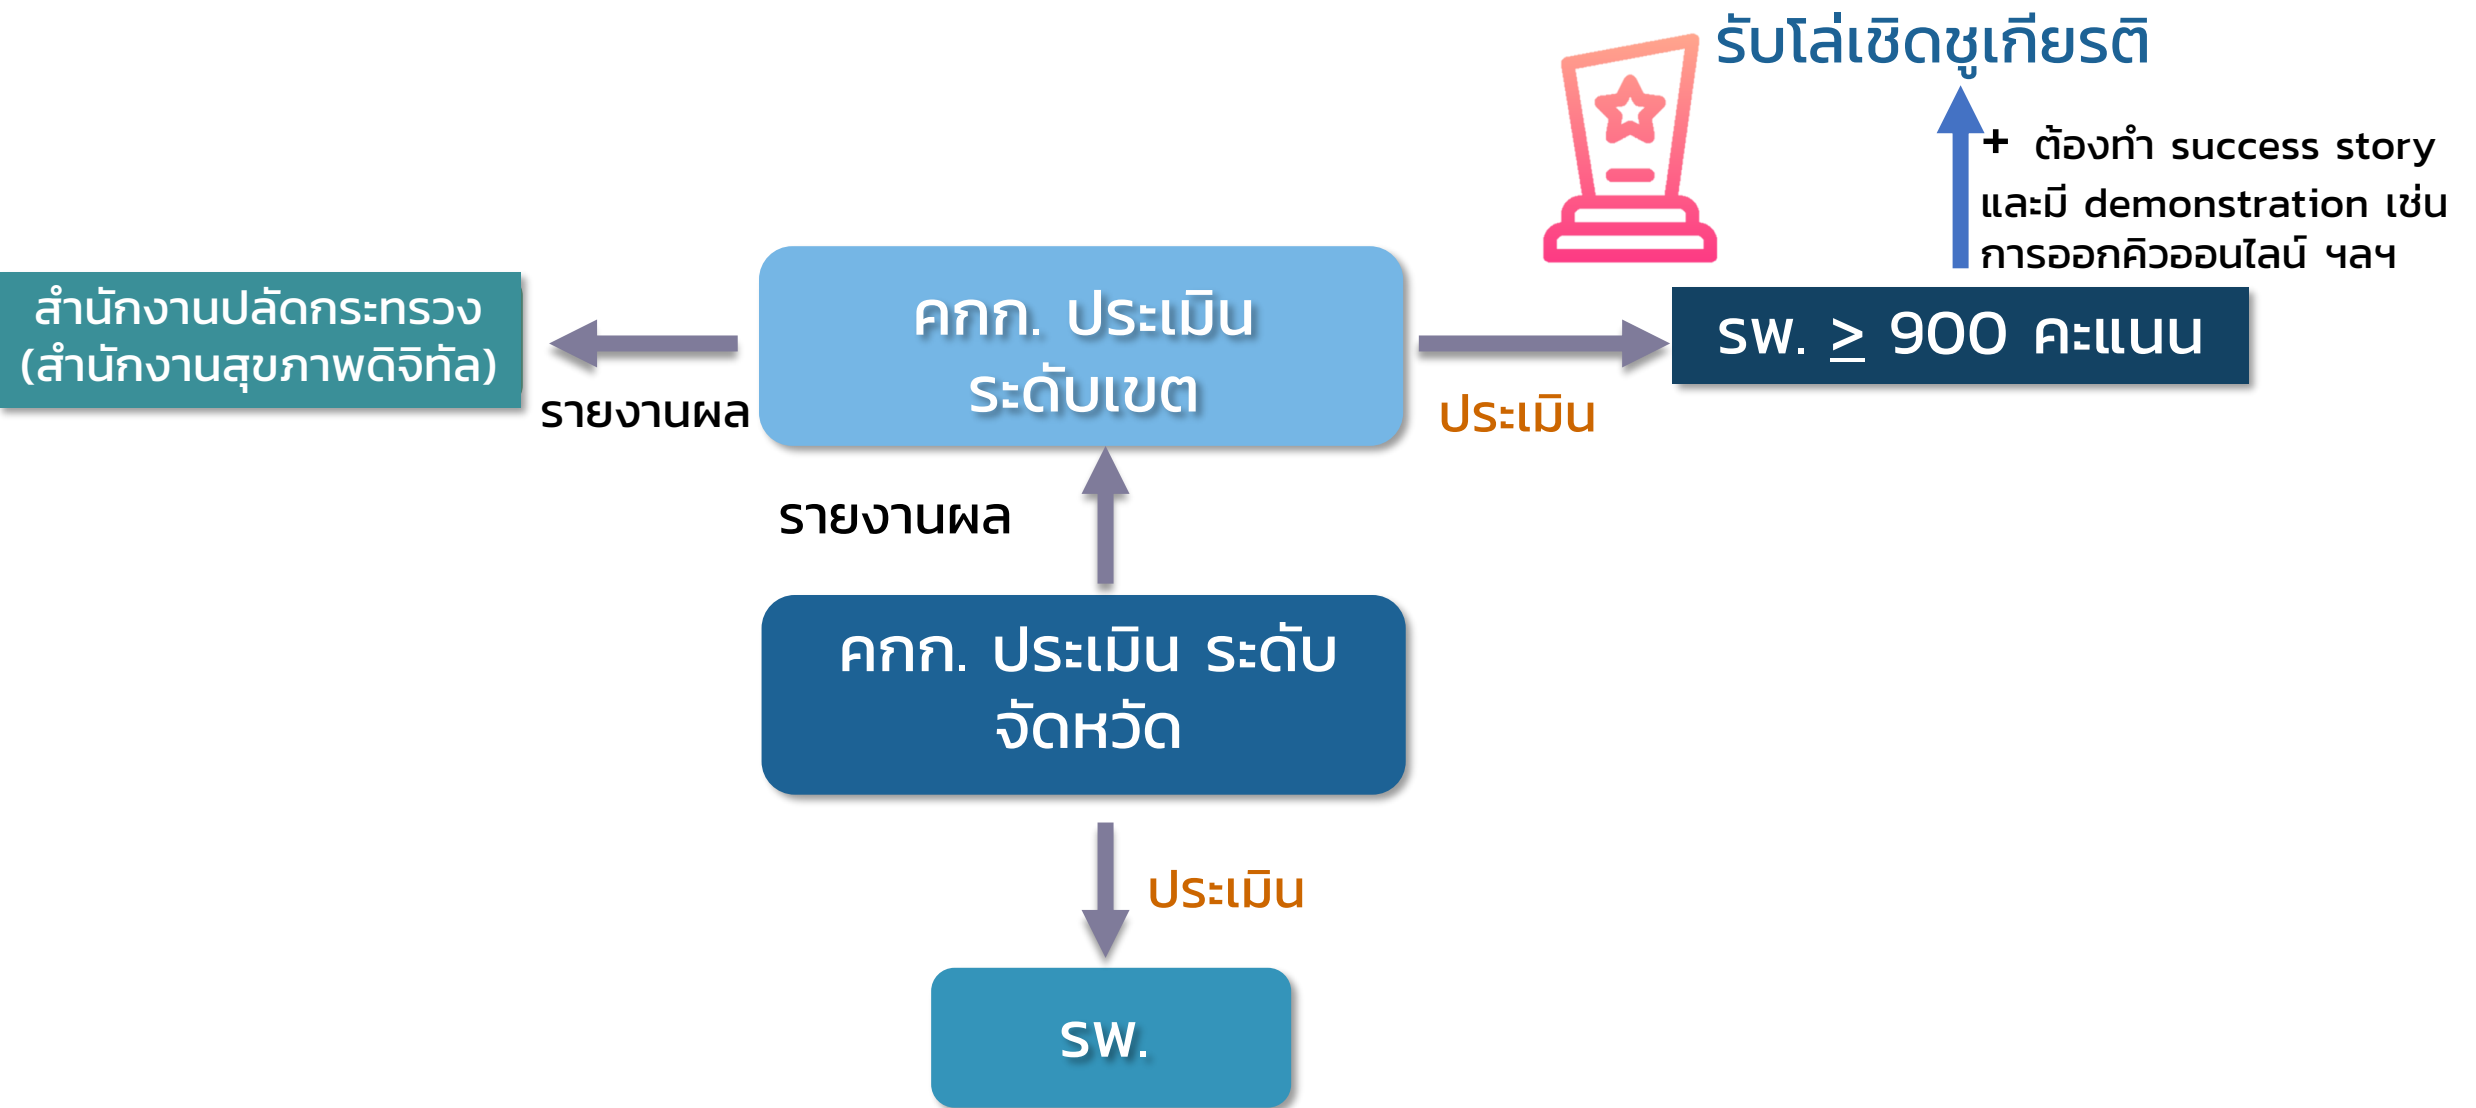 รับโล่เชิดชูเกียรติ
+ ต้องทำ success story
และมี demonstration เช่น
การออกคิวออนไลน์ ฯลฯ
สำนักงานปลัดกระทรวง
(สำนักงานสุขภาพดิจิทัล)
รายงานผล
คกก. ประเมิน
ระดับเขต
ประเมิน
รพ. ≥ 900 คะแนน
รายงานผล
คกก. ประเมิน ระดับ
จัดหวัด
ประเมิน
รพ.